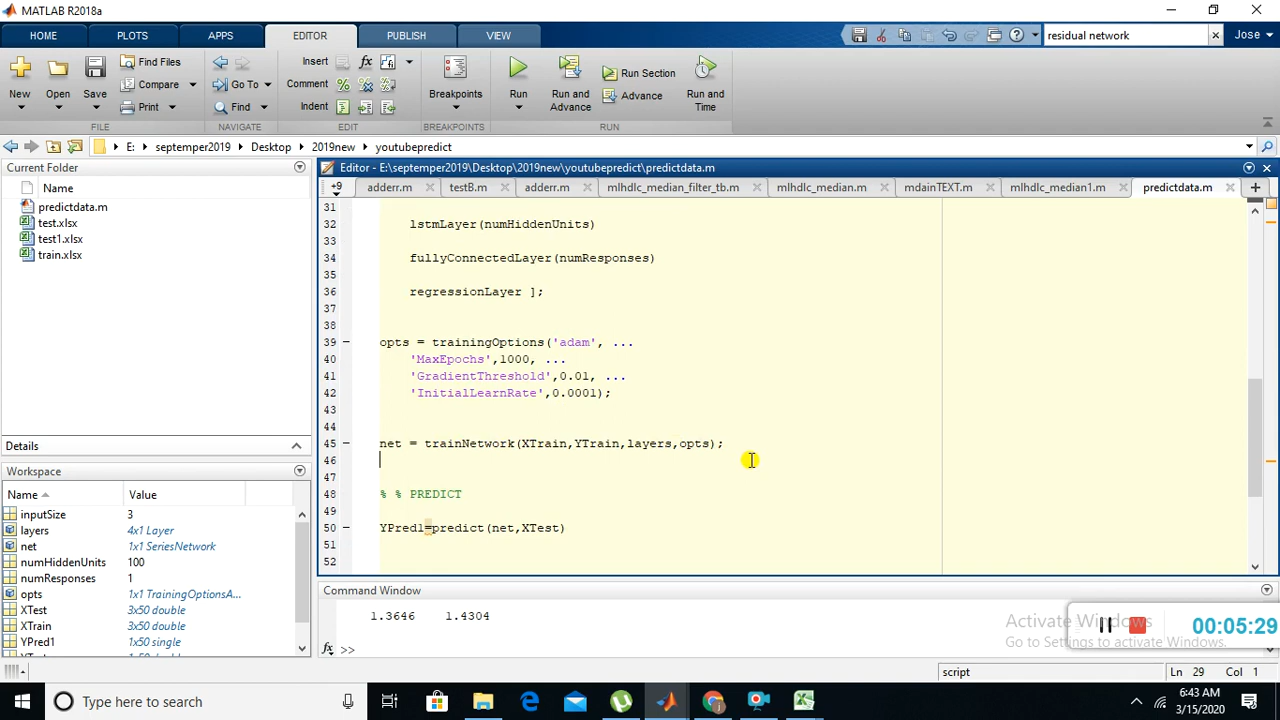 MATLAB R2018a
HOME PLOTS APPS EDITOR PUBLISH VIEW residual network Jose
New Open Save Find Files Compare Print Go To Find Insert Comment Indent fx Breakpoints Run Run and Advance Run Section Advance Run and Time
FILE NAVIGATE EDIT BREAKPOINTS RUN
E: septemper2019 Desktop 2019new youtubepredict
Current Folder
Name
predictdata.m
test.xlsx
test1.xlsx
train.xlsx
Details
Workspace
Name Value
inputSize 3
layers 4x1 Layer
net 1x1 SeriesNetwork
numHiddenUnits 100
numResponses 1
opts 1x1 TrainingOptionsA...
XTest 3x50 double
XTrain 3x50 double
YPred1 1x50 single
Editor - E:\septemper2019\Desktop\2019new\youtubepredict\predictdata.m
+9 adderr.m testB.m adderr.m mlhdlc_median_filter_tb.m mlhdlc_median.m mdainTEXT.m mlhdlc_median1.m predictdata.m
31
32 lstmLayer(numHiddenUnits)
33
34 fullyConnectedLayer(numResponses)
35
36 regressionLayer ];
37
38
39 opts = trainingOptions('adam', ...
40 'MaxEpochs',1000, ...
41 'GradientThreshold',0.01, ...
42 'InitialLearnRate',0.0001);
43
44
45 net = trainNetwork(XTrain,YTrain,layers,opts);
46
47
48 % % PREDICT
49
50 YPred1=predict(net,XTest)
51
52
Command Window
1.3646 1.4304
fx >>
Activate Windows
Go to Settings to activate Windows.
00:05:29
script Ln 29 Col 1
Type here to search
6:43 AM
3/15/2020